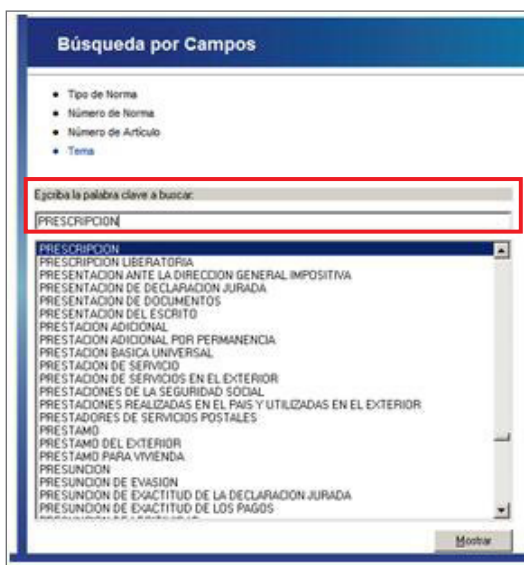 Búsqueda por Campos
Tipo de Norma
Número de Norma
Número de Artículo
Tema
Escriba la palabra clave a buscar:
PRESCRIPCION
PRESCRIPCION
PRESCRIPCION LIBERATORIA
PRESENTACION ANTE LA DIRECCION GENERAL IMPOSITIVA
PRESENTACION DE DECLARACION JURADA
PRESENTACION DE DOCUMENTOS
PRESENTACION DEL ESCRITO
PRESTACION ADICIONAL
PRESTACION ADICIONAL POR PERMANENCIA
PRESTACION BASICA UNIVERSAL
PRESTACION DE SERVICIO
PRESTACION DE SERVICIOS EN EL EXTERIOR
PRESTACIONES DE LA SEGURIDAD SOCIAL
PRESTACIONES REALIZADAS EN EL PAIS Y UTILIZADAS EN EL EXTERIOR
PRESTADORES DE SERVICIOS POSTALES
PRESTAMO
PRESTAMO DEL EXTERIOR
PRESTAMO PARA VIVIENDA
PRESUNCION
PRESUNCION DE EVASION
PRESUNCION DE EXACTITUD DE LA DECLARACION JURADA
PRESUNCION DE EXACTITUD DE LOS PAGOS
Mostrar